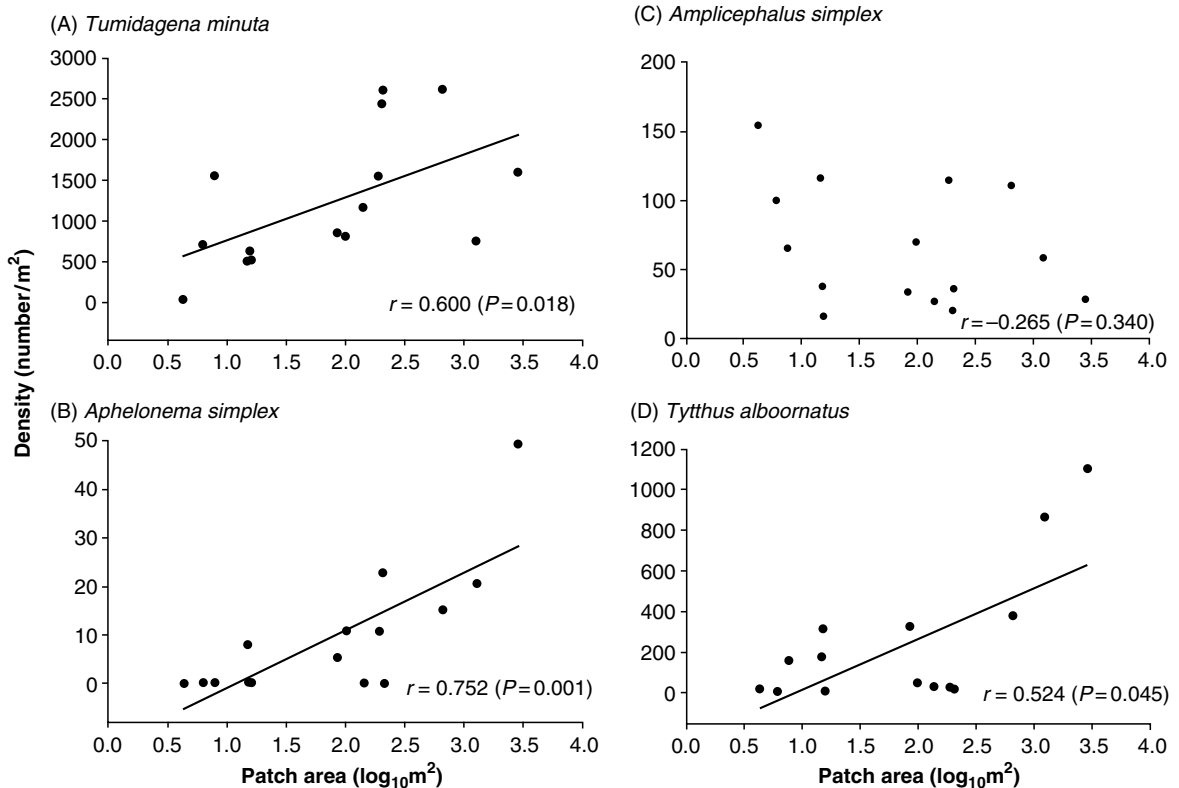 (A) Tumidagena minuta
3000
2500
2000
1500
1000
500
0
r = 0.600 (P=0.018)
0.0 0.5 1.0 1.5 2.0 2.5 3.0 3.5 4.0
(C) Amplicephalus simplex
200
150
100
50
0
r=–0.265 (P=0.340)
0.0 0.5 1.0 1.5 2.0 2.5 3.0 3.5 4.0
Density (number/m²)
(B) Aphelonema simplex
50
40
30
20
10
0
r = 0.752 (P=0.001)
0.0 0.5 1.0 1.5 2.0 2.5 3.0 3.5 4.0
Patch area (log₁₀m²)
(D) Tytthus alboornatus
1200
1000
800
600
400
200
0
r = 0.524 (P=0.045)
0.0 0.5 1.0 1.5 2.0 2.5 3.0 3.5 4.0
Patch area (log₁₀m²)